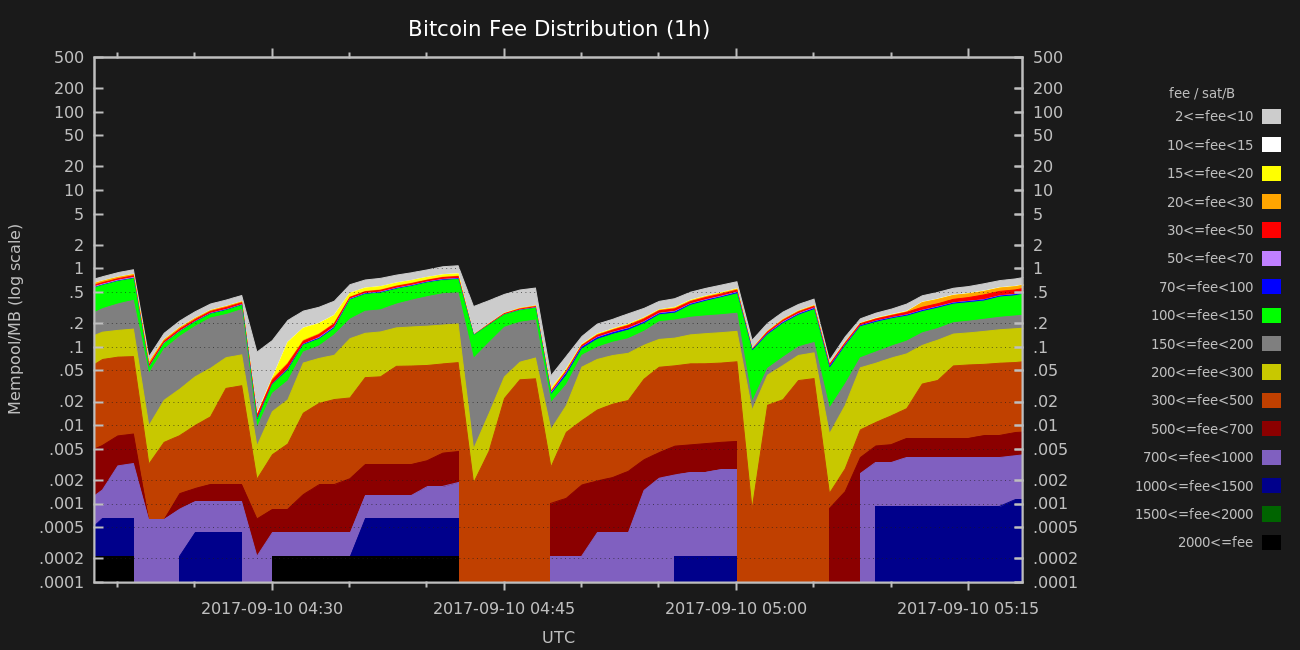 Bitcoin Fee Distribution (1h)
Mempool/MB (log scale)
500
200
100
50
20
10
5
2
1
.5
.2
.1
.05
.02
.01
.005
.002
.001
.0005
.0002
.0001
500
200
100
50
20
10
5
2
1
.5
.2
.1
.05
.02
.01
.005
.002
.001
.0005
.0002
.0001
2017-09-10 04:30
2017-09-10 04:45
2017-09-10 05:00
2017-09-10 05:15
UTC
fee / sat/B
2<=fee<10
10<=fee<15
15<=fee<20
20<=fee<30
30<=fee<50
50<=fee<70
70<=fee<100
100<=fee<150
150<=fee<200
200<=fee<300
300<=fee<500
500<=fee<700
700<=fee<1000
1000<=fee<1500
1500<=fee<2000
2000<=fee